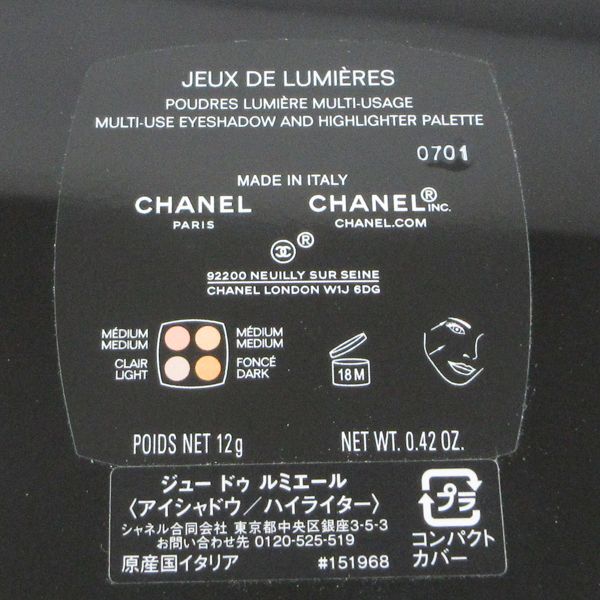 JEUX DE LUMIÈRES
POUDRES LUMIÈRE MULTI-USAGE
MULTI-USE EYESHADOW AND HIGHLIGHTER PALETTE
0701
MADE IN ITALY
CHANEL CHANEL® INC.
PARIS CHANEL.COM
®
92200 NEUILLY SUR SEINE
CHANEL LONDON W1J 6DG
MÉDIUM MÉDIUM
MEDIUM MEDIUM
CLAIR FONCÉ
LIGHT DARK
18 M
POIDS NET 12g NET WT. 0.42 OZ.
ジュー ドゥ ルミエール
〈アイシャドウ/ハイライター〉
シャネル合同会社 東京都中央区銀座3-5-3
お問い合わせ先 0120-525-519
原産国イタリア #151968
プラ
コンパクト
カバー